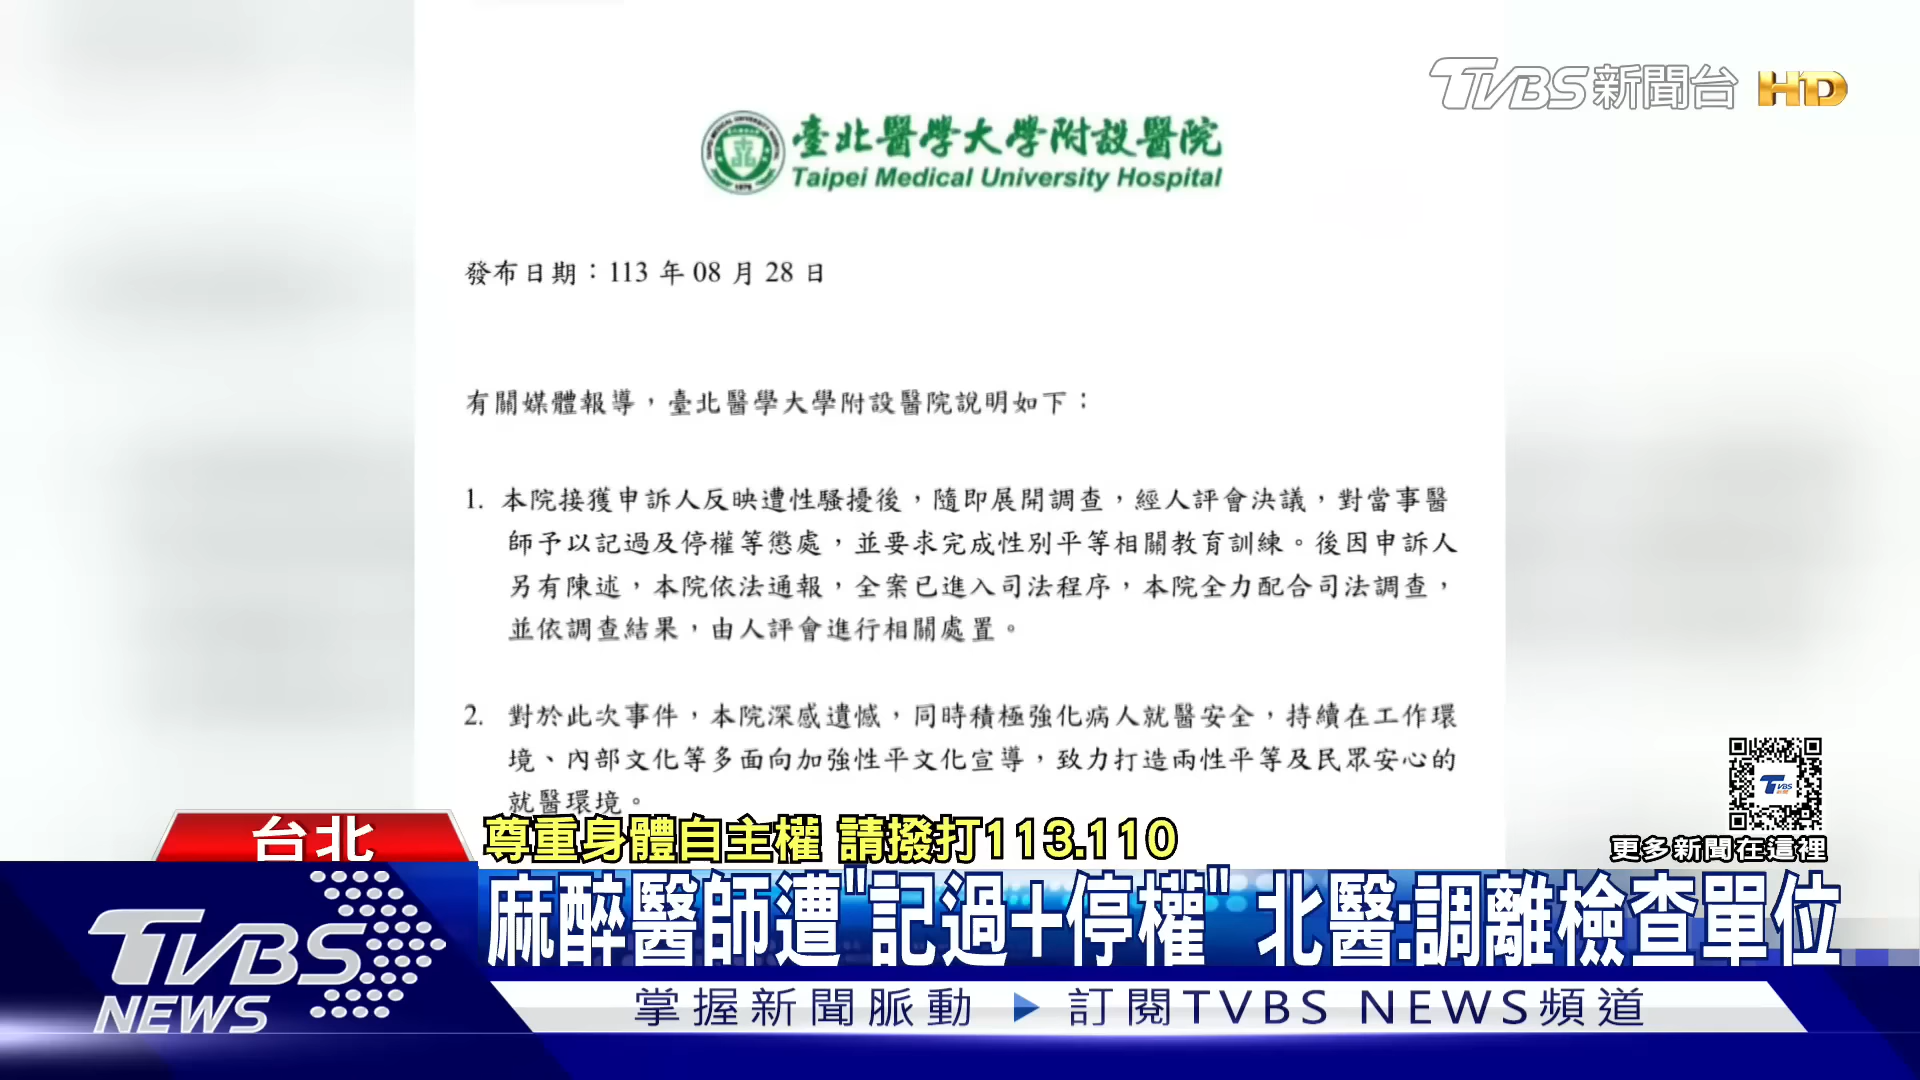 TVBS新聞台 HD
臺北醫學大學附設醫院
Taipei Medical University Hospital
發布日期：113 年 08 月 28 日
有關媒體報導，臺北醫學大學附設醫院說明如下：
1. 本院接獲申訴人反映遭性騷擾後，隨即展開調查，經人評會決議，對當事醫
師予以記過及停權等懲處，並要求完成性別平等相關教育訓練。後因申訴人
另有陳述，本院依法通報，全案已進入司法程序，本院全力配合司法調查，
並依調查結果，由人評會進行相關處置。
2. 對於此次事件，本院深感遺憾，同時積極強化病人就醫安全，持續在工作環
境、內部文化等多面向加強性平文化宣導，致力打造兩性平等及民眾安心的
就醫環境。
TVBS
更多新聞在這裡
台北
尊重身體自主權 請撥打113.110
麻醉醫師遭"記過+停權" 北醫:調離檢查單位
TVBS
NEWS
掌握新聞脈動 ▶ 訂閱TVBS NEWS頻道